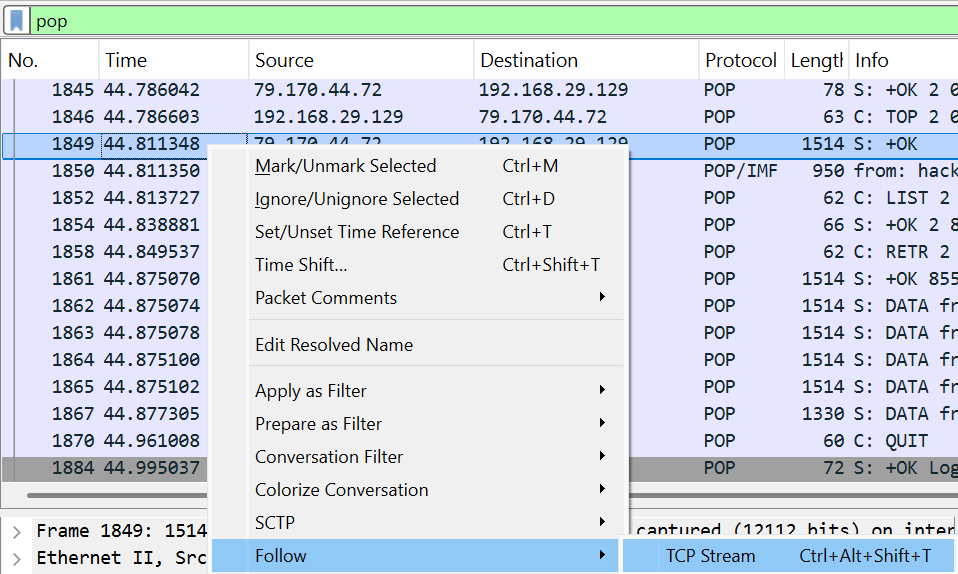 pop
No. Time Source Destination Protocol Length Info
1845 44.786042 79.170.44.72 192.168.29.129 POP 78 S: +OK 2
1846 44.786603 192.168.29.129 79.170.44.72 POP 63 C: TOP 2 0
1849 44.811348 79.170.44.72 192.168.29.129 POP 1514 S: +OK
Mark/Unmark Selected Ctrl+M
1850 44.811350 POP/IMF 950 from: hack
Ignore/Unignore Selected Ctrl+D
1852 44.813727 POP 62 C: LIST 2
1854 44.838881 POP 66 S: +OK 2 8
Set/Unset Time Reference Ctrl+T
1858 44.849537 POP 62 C: RETR 2
Time Shift... Ctrl+Shift+T
1861 44.875070 POP 1514 S: +OK 855
Packet Comments
1862 44.875074 POP 1514 S: DATA fr
1863 44.875078 POP 1514 S: DATA fr
Edit Resolved Name
1864 44.875100 POP 1514 S: DATA fr
1865 44.875102 POP 1514 S: DATA fr
Apply as Filter
1867 44.877305 POP 1330 S: DATA fr
Prepare as Filter
1870 44.961008 POP 60 C: QUIT
Conversation Filter
1884 44.995037 POP 72 S: +OK Log
Colorize Conversation
SCTP
Frame 1849: 1514 captured (12112 bits) on inter
Follow TCP Stream Ctrl+Alt+Shift+T
Ethernet II, Src